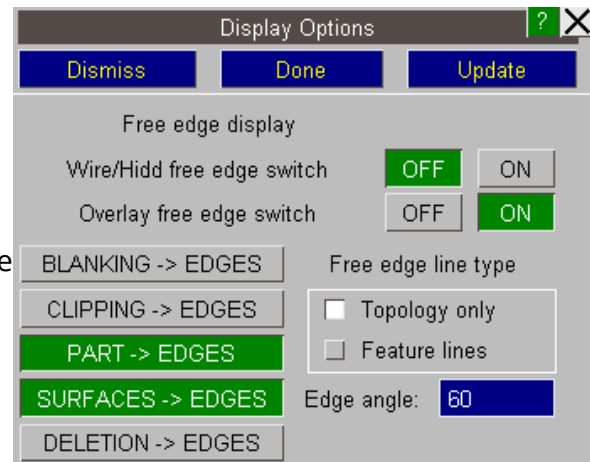 Display Options ? X
Dismiss Done Update
Free edge display
Wire/Hidd free edge switch OFF ON
Overlay free edge switch OFF ON
e BLANKING -> EDGES Free edge line type
CLIPPING -> EDGES Topology only
PART -> EDGES Feature lines
SURFACES -> EDGES Edge angle: 60
DELETION -> EDGES